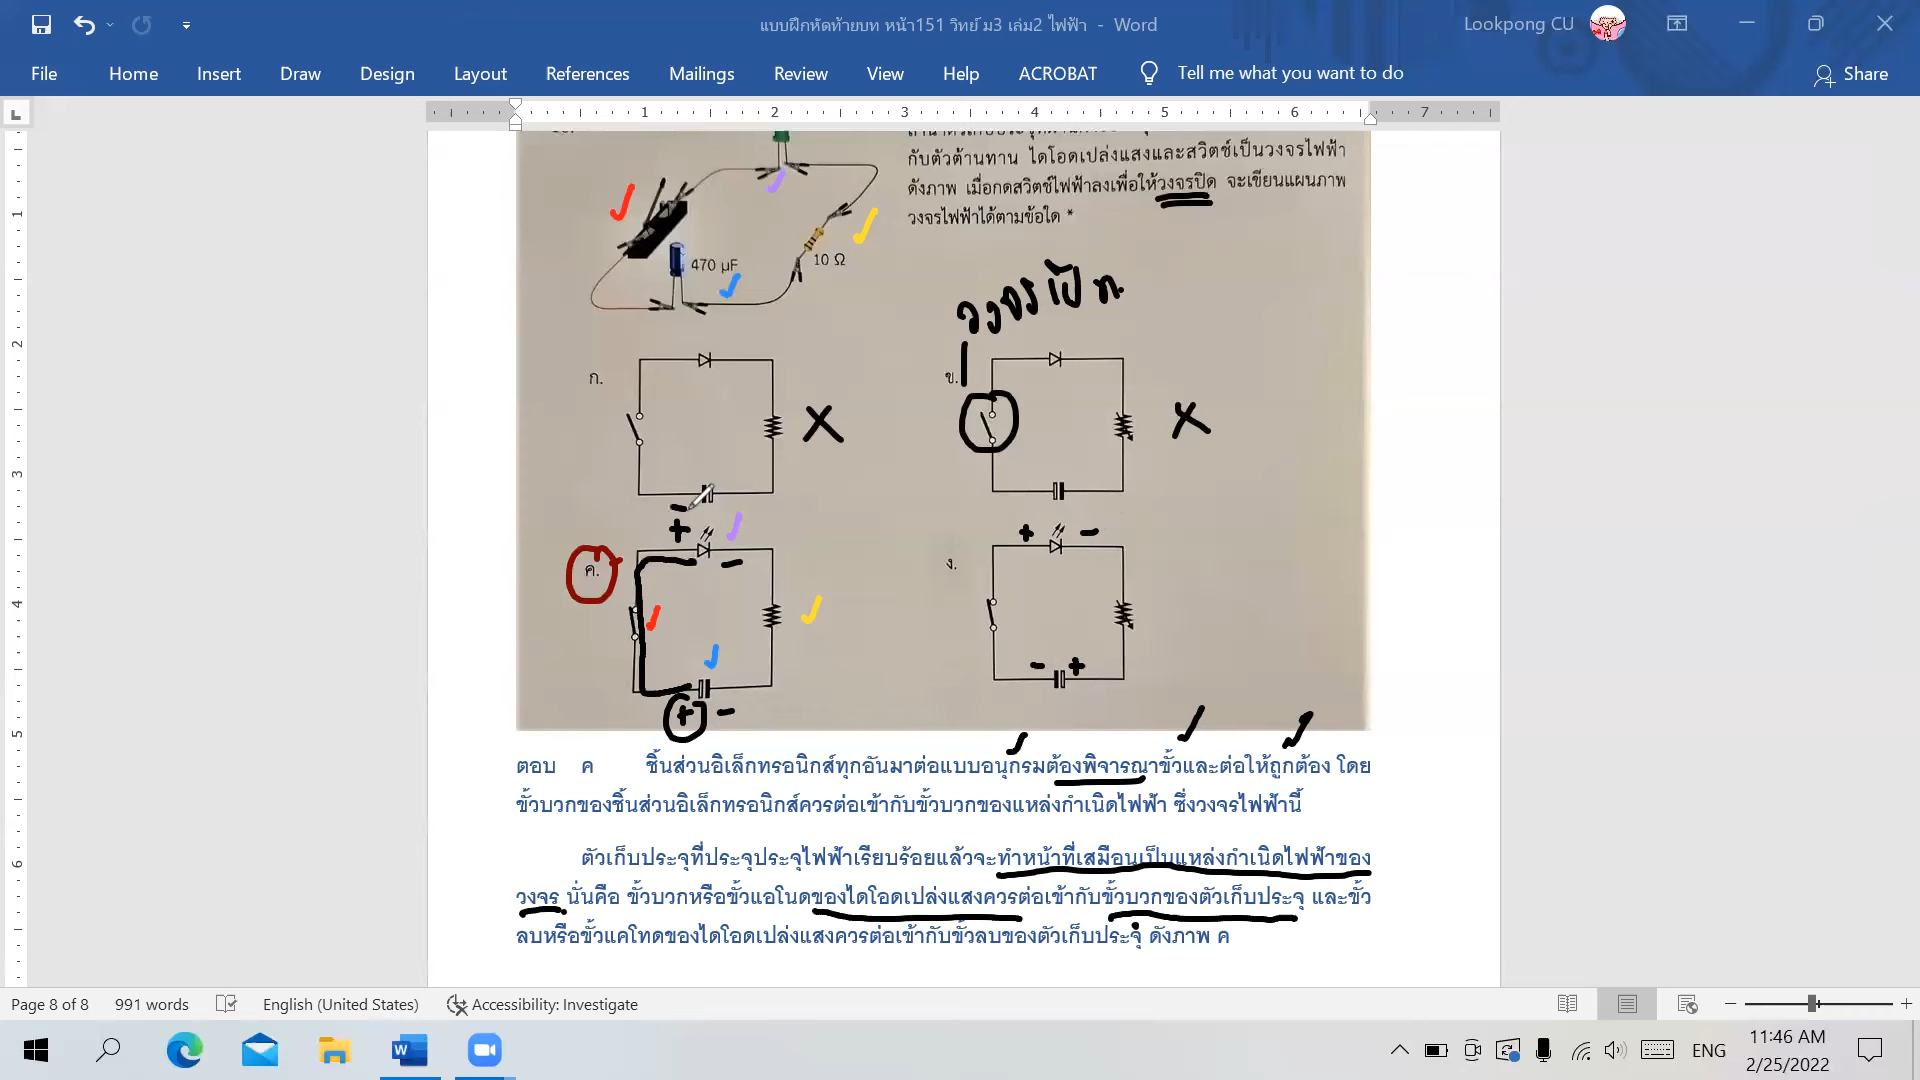 แบบฝึกหัดท้ายบท หน้า151 วิทย์ ม3 เล่ม2 ไฟฟ้า - Word
Lookpong CU
File Home Insert Draw Design Layout References Mailings Review View Help ACROBAT Tell me what you want to do Share
1 2 3 4 5 6 7
กับตัวต้านทาน ไดโอดเปล่งแสงและสวิตช์เป็นวงจรไฟฟ้า
ดังภาพ เมื่อกดสวิตช์ไฟฟ้าลงเพื่อให้วงจรปิด จะเขียนแผนภาพ
วงจรไฟฟ้าได้ตามข้อใด *
470 µF
10 Ω
วงจรเปิด
ก.
ข.
X
X
- +
+ -
ค.
ง.
-
- +
+ -
ตอบ ค ชิ้นส่วนอิเล็กทรอนิกส์ทุกอันมาต่อแบบอนุกรมต้องพิจารณาขั้วและต่อให้ถูกต้อง โดย
ขั้วบวกของชิ้นส่วนอิเล็กทรอนิกส์ควรต่อเข้ากับขั้วบวกของแหล่งกำเนิดไฟฟ้า ซึ่งวงจรไฟฟ้านี้
ตัวเก็บประจุที่ประจุประจุไฟฟ้าเรียบร้อยแล้วจะทำหน้าที่เสมือนเป็นแหล่งกำเนิดไฟฟ้าของ
วงจร นั่นคือ ขั้วบวกหรือขั้วแอโนดของไดโอดเปล่งแสงควรต่อเข้ากับขั้วบวกของตัวเก็บประจุ และขั้ว
ลบหรือขั้วแคโทดของไดโอดเปล่งแสงควรต่อเข้ากับขั้วลบของตัวเก็บประจุ ดังภาพ ค
1
2
3
4
5
6
Page 8 of 8 991 words English (United States) Accessibility: Investigate
ENG
11:46 AM
2/25/2022